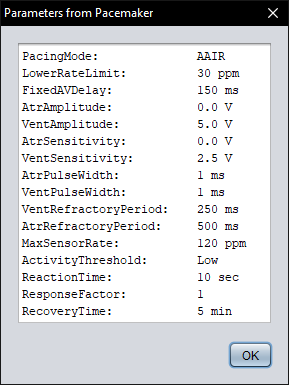 Parameters from Pacemaker
PacingMode: AAIR
LowerRateLimit: 30 ppm
FixedAVDelay: 150 ms
AtrAmplitude: 0.0 V
VentAmplitude: 5.0 V
AtrSensitivity: 0.0 V
VentSensitivity: 2.5 V
AtrPulseWidth: 1 ms
VentPulseWidth: 1 ms
VentRefractoryPeriod: 250 ms
AtrRefractoryPeriod: 500 ms
MaxSensorRate: 120 ppm
ActivityThreshold: Low
ReactionTime: 10 sec
ResponseFactor: 1
RecoveryTime: 5 min
OK